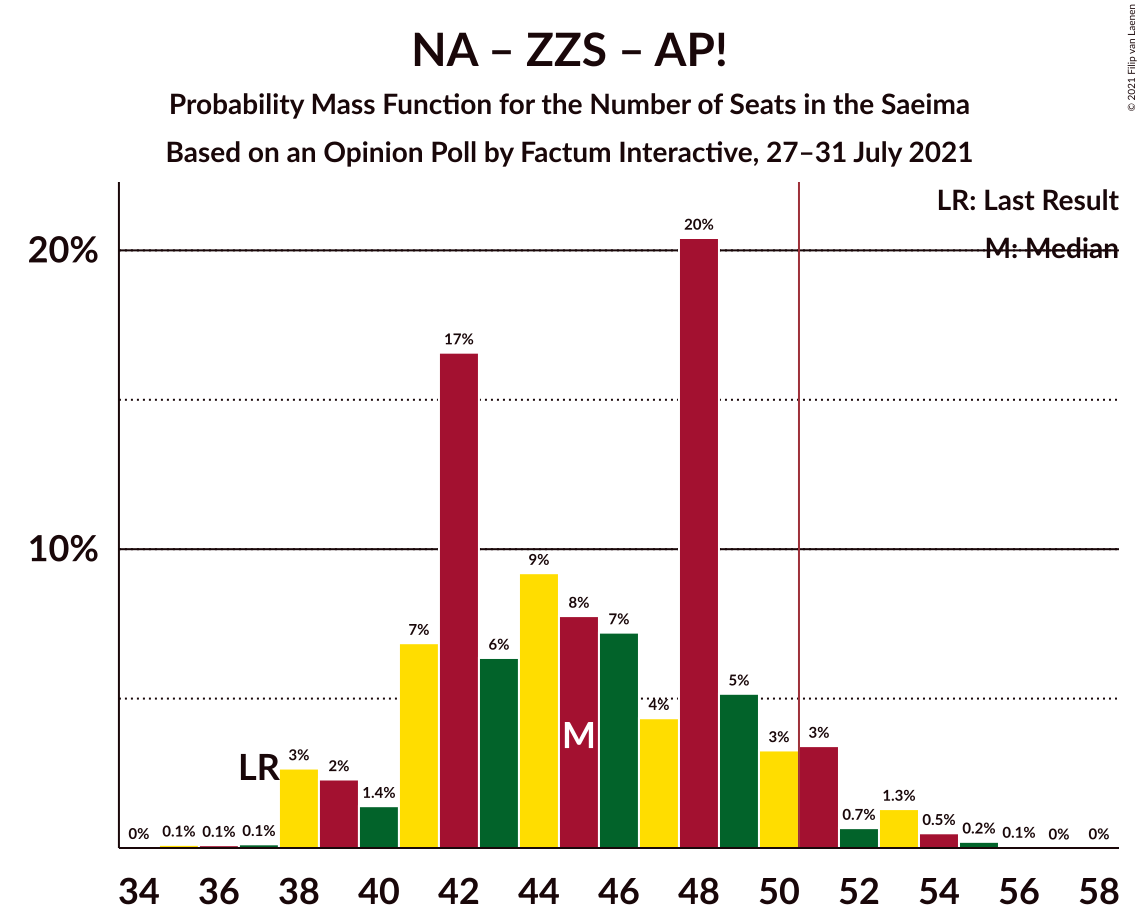 NA – ZZS – AP!
Probability Mass Function for the Number of Seats in the Saeima
Based on an Opinion Poll by Factum Interactive, 27–31 July 2021
© 2021 Filip van Laenen
LR: Last Result
M: Median
20%
10%
0% 0.1% 0.1% 0.1% 3% 2% 1.4% 7% 17% 6% 9% 8% 7% 4% 20% 5% 3% 3% 0.7% 1.3% 0.5% 0.2% 0.1% 0% 0%
LR
M
34 36 38 40 42 44 46 48 50 52 54 56 58